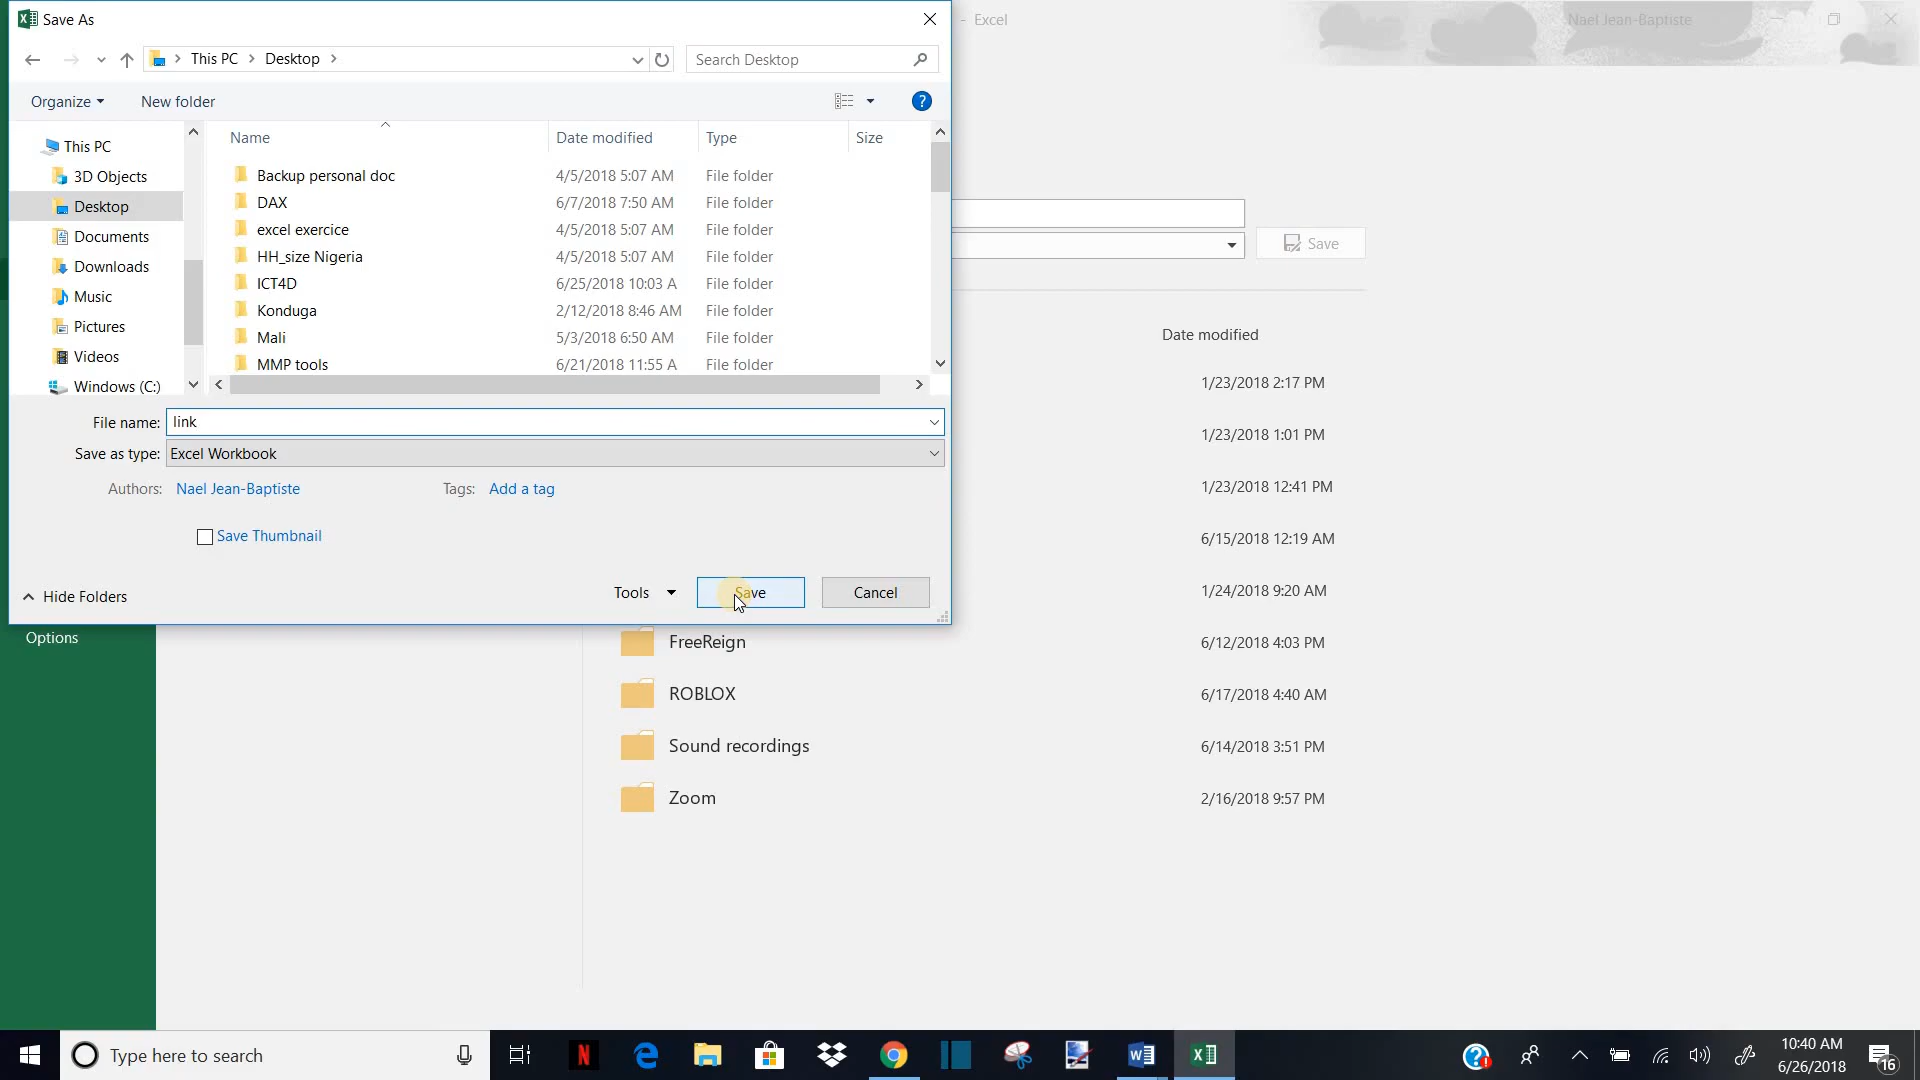 Save As
- Excel
Nael Jean-Baptiste
This PC > Desktop >
Search Desktop
Organize
New folder
Name
Date modified
Type
Size
This PC
3D Objects
Desktop
Documents
Downloads
Music
Pictures
Videos
Windows (C:)
Backup personal doc 4/5/2018 5:07 AM File folder
DAX 6/7/2018 7:50 AM File folder
excel exercice 4/5/2018 5:07 AM File folder
HH_size Nigeria 4/5/2018 5:07 AM File folder
ICT4D 6/25/2018 10:03 A File folder
Konduga 2/12/2018 8:46 AM File folder
Mali 5/3/2018 6:50 AM File folder
MMP tools 6/21/2018 11:55 A File folder
File name: link
Save as type: Excel Workbook
Authors: Nael Jean-Baptiste
Tags: Add a tag
Save Thumbnail
Hide Folders
Tools
Save
Cancel
Save
Date modified
1/23/2018 2:17 PM
1/23/2018 1:01 PM
1/23/2018 12:41 PM
6/15/2018 12:19 AM
1/24/2018 9:20 AM
Options
FreeReign 6/12/2018 4:03 PM
ROBLOX 6/17/2018 4:40 AM
Sound recordings 6/14/2018 3:51 PM
Zoom 2/16/2018 9:57 PM
Type here to search
10:40 AM
6/26/2018
16